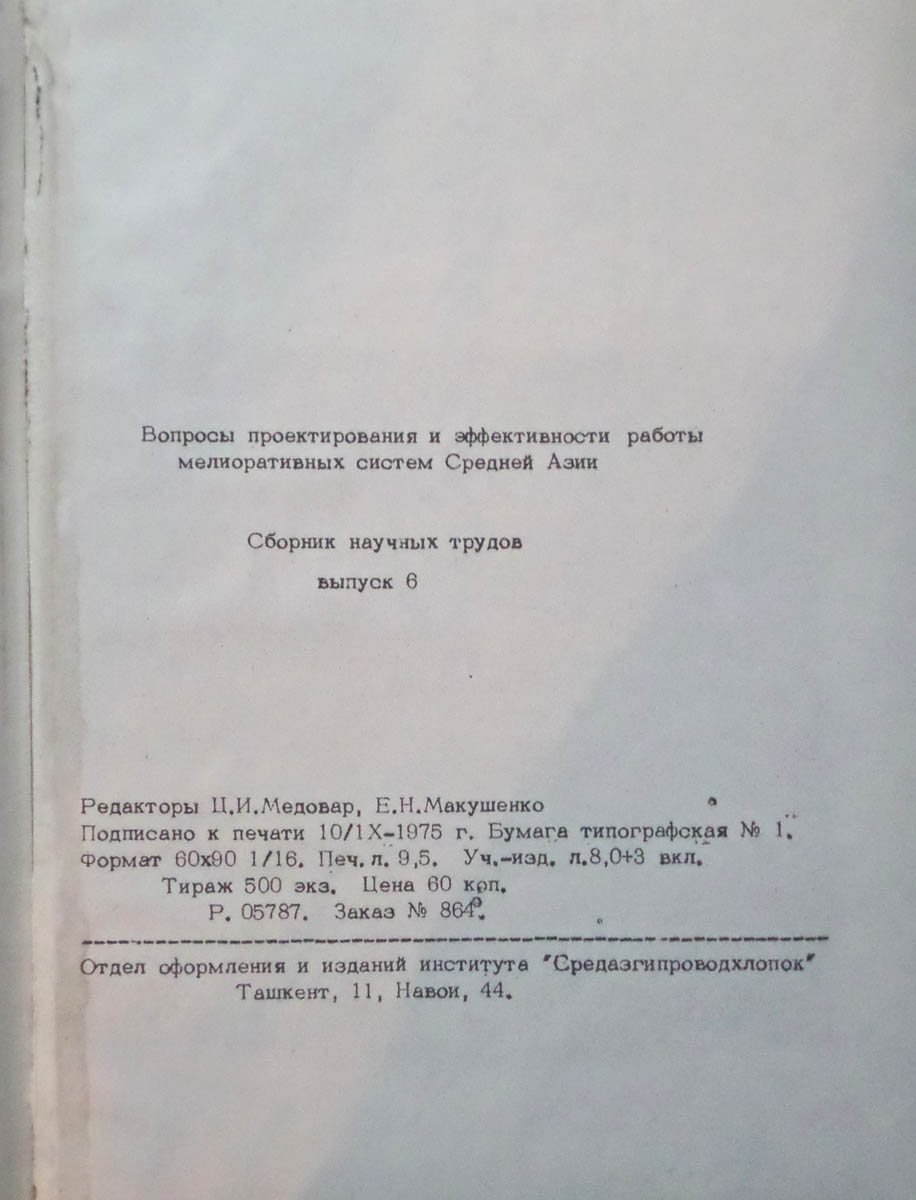 Вопросы проектирования и эффективности работы
мелиоративных систем Средней Азии
Сборник научных трудов
выпуск 6
Редакторы Ц.И.Медовар, Е.Н.Макушенко
Подписано к печати 10/1X-1975 г. Бумага типографская № 1.
Формат 60x90 1/16. Печ. л. 9,5. Уч.-изд. л.8,0+3 вкл.
Тираж 500 экз. Цена 60 коп.
Р. 05787. Заказ № 864.
Отдел оформления и изданий института "Средазгипроводхлопок"
Ташкент, 11, Навои, 44.